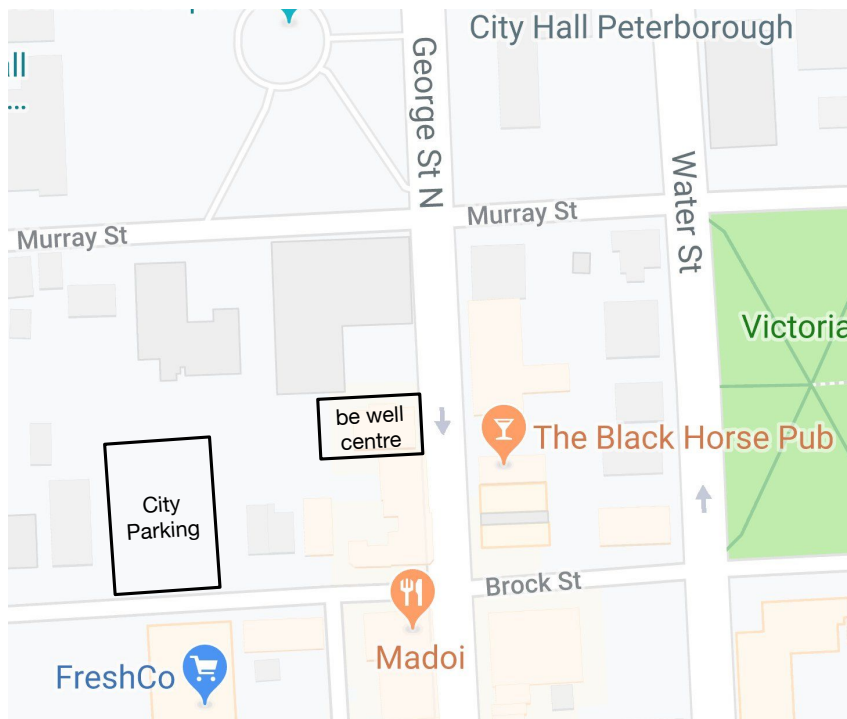 City Hall Peterborough
all
...
George St N
Murray St
Murray St
Water St
Victoria
be well
centre
The Black Horse Pub
City
Parking
Brock St
Madoi
FreshCo